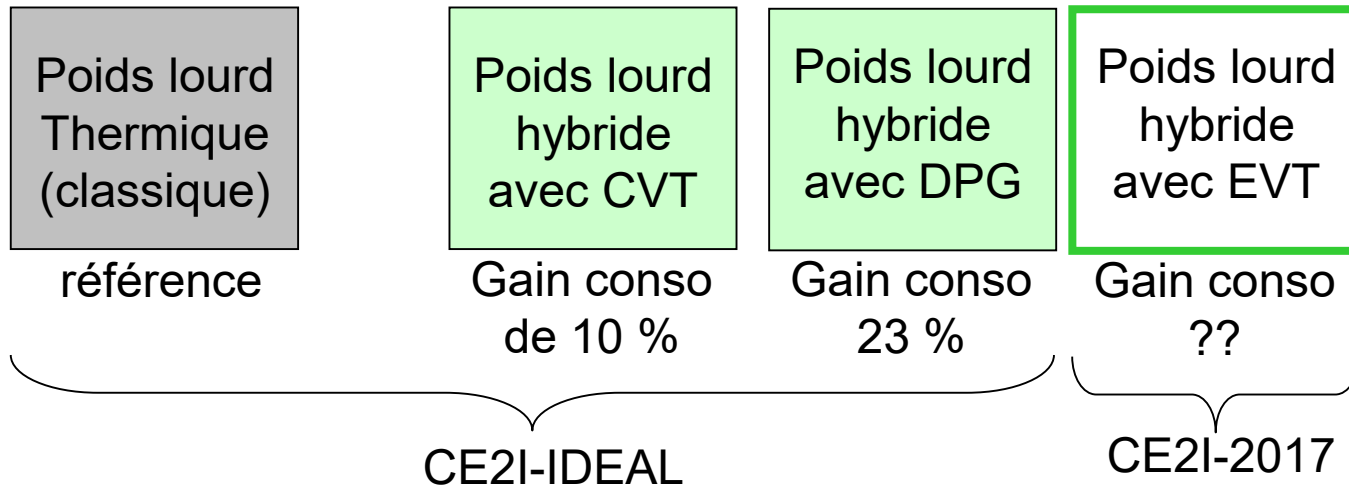 Poids lourd
Thermique
(classique)
référence
Poids lourd
hybride
avec CVT
Gain conso
de 10 %
Poids lourd
hybride
avec DPG
Gain conso
23 %
Poids lourd
hybride
avec EVT
Gain conso
??
CE2I-IDEAL
CE2I-2017